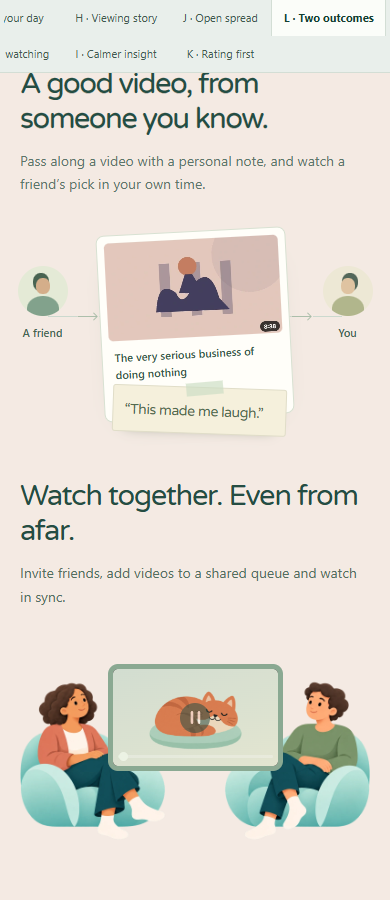 your day
H · Viewing story
J · Open spread
L · Two outcomes
watching
I · Calmer insight
K · Rating first
A good video, from
someone you know.
Pass along a video with a personal note, and watch a
friend’s pick in your own time.
8:36
A friend
You
The very serious business of
doing nothing
“This made me laugh.”
Watch together. Even from
afar.
Invite friends, add videos to a shared queue and watch
in sync.